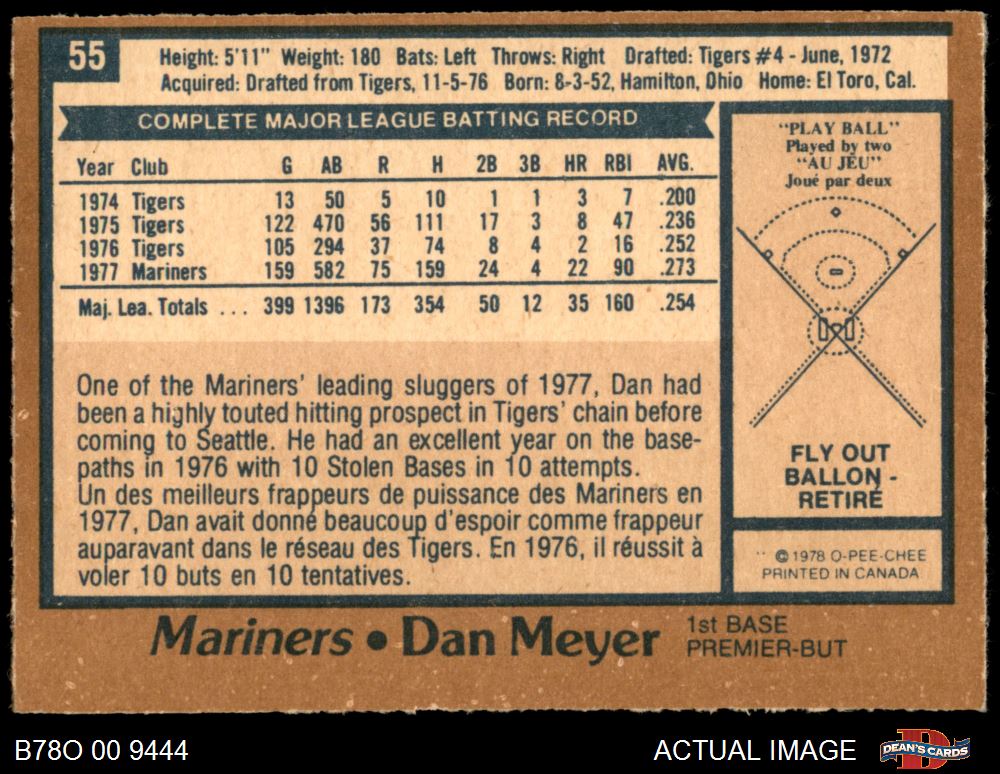 55
Height: 5'11" Weight: 180 Bats: Left Throws: Right Drafted: Tigers #4 - June, 1972
Acquired: Drafted from Tigers, 11-5-76 Born: 8-3-52, Hamilton, Ohio Home: El Toro, Cal.
COMPLETE MAJOR LEAGUE BATTING RECORD
Year Club G AB R H 2B 3B HR RBI AVG.
1974 Tigers 13 50 5 10 1 1 3 7 .200
1975 Tigers 122 470 56 111 17 3 8 47 .236
1976 Tigers 105 294 37 74 8 4 2 16 .252
1977 Mariners 159 582 75 159 24 4 22 90 .273
Maj. Lea. Totals ... 399 1396 173 354 50 12 35 160 .254
One of the Mariners' leading sluggers of 1977, Dan had
been a highly touted hitting prospect in Tigers' chain before
coming to Seattle. He had an excellent year on the base-
paths in 1976 with 10 Stolen Bases in 10 attempts.
Un des meilleurs frappeurs de puissance des Mariners en
1977, Dan avait donné beaucoup d'espoir comme frappeur
auparavant dans le réseau des Tigers. En 1976, il réussit à
voler 10 buts en 10 tentatives.
"PLAY BALL"
Played by two
"AU JEU"
Joué par deux
FLY OUT
BALLON -
RETIRÉ
© 1978 O-PEE-CHEE
PRINTED IN CANADA
Mariners • Dan Meyer
1st BASE
PREMIER-BUT
B78O 00 9444
ACTUAL IMAGE
DEAN'S CARDS